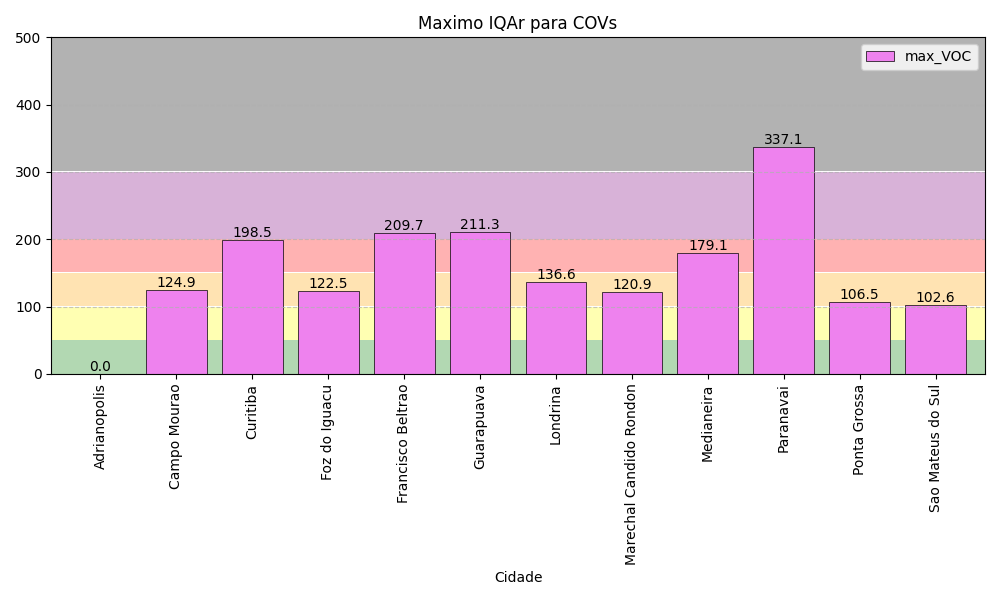 Maximo IQAr para COVs
500
400
300
200
100
0
max_VOC
0.0
124.9
198.5
122.5
209.7
211.3
136.6
120.9
179.1
337.1
106.5
102.6
Adrianopolis
Campo Mourao
Curitiba
Foz do Iguacu
Francisco Beltrao
Guarapuava
Londrina
Marechal Candido Rondon
Medianeira
Paranavai
Ponta Grossa
Sao Mateus do Sul
Cidade